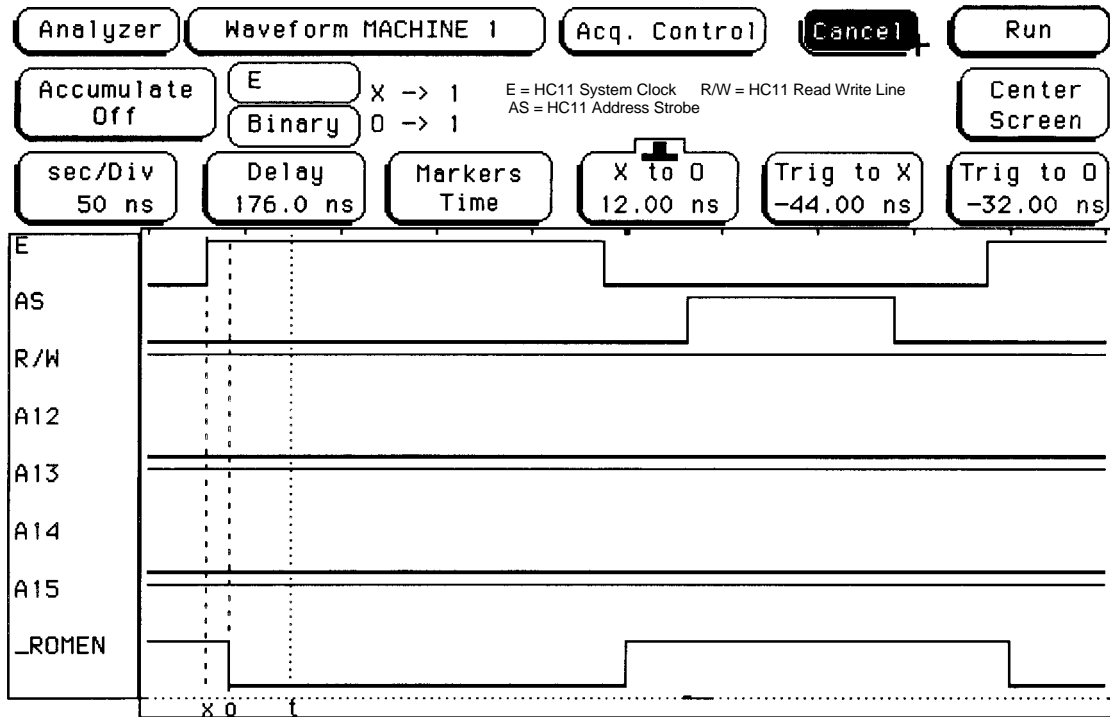 Analyzer Waveform MACHINE 1 Acq. Control Cancel Run
Accumulate Off
E
Binary
X -> 1
O -> 1
E = HC11 System Clock R/W = HC11 Read Write Line
AS = HC11 Address Strobe
Center Screen
sec/Div
50 ns
Delay
176.0 ns
Markers
Time
X to O
12.00 ns
Trig to X
-44.00 ns
Trig to O
-32.00 ns
E
AS
R/W
A12
A13
A14
A15
_ROMEN
x o t